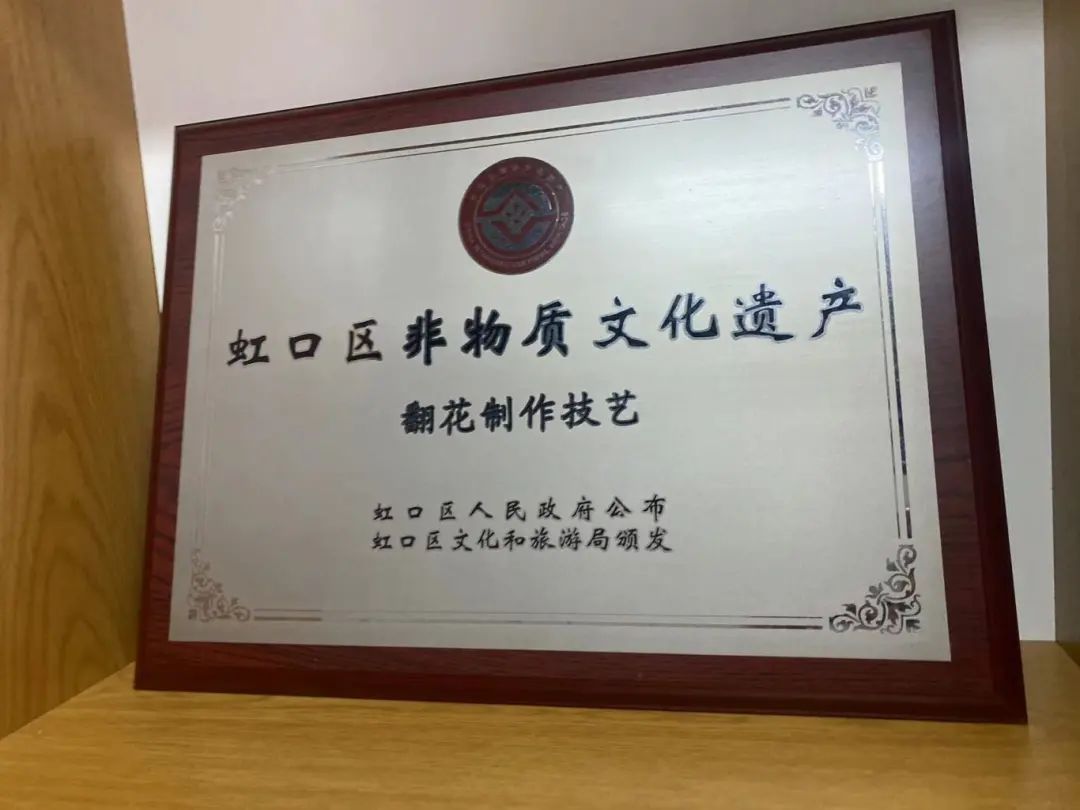 虹口区非物质文化遗产
翻花制作技艺
虹口区人民政府公布
虹口区文化和旅游局颁发